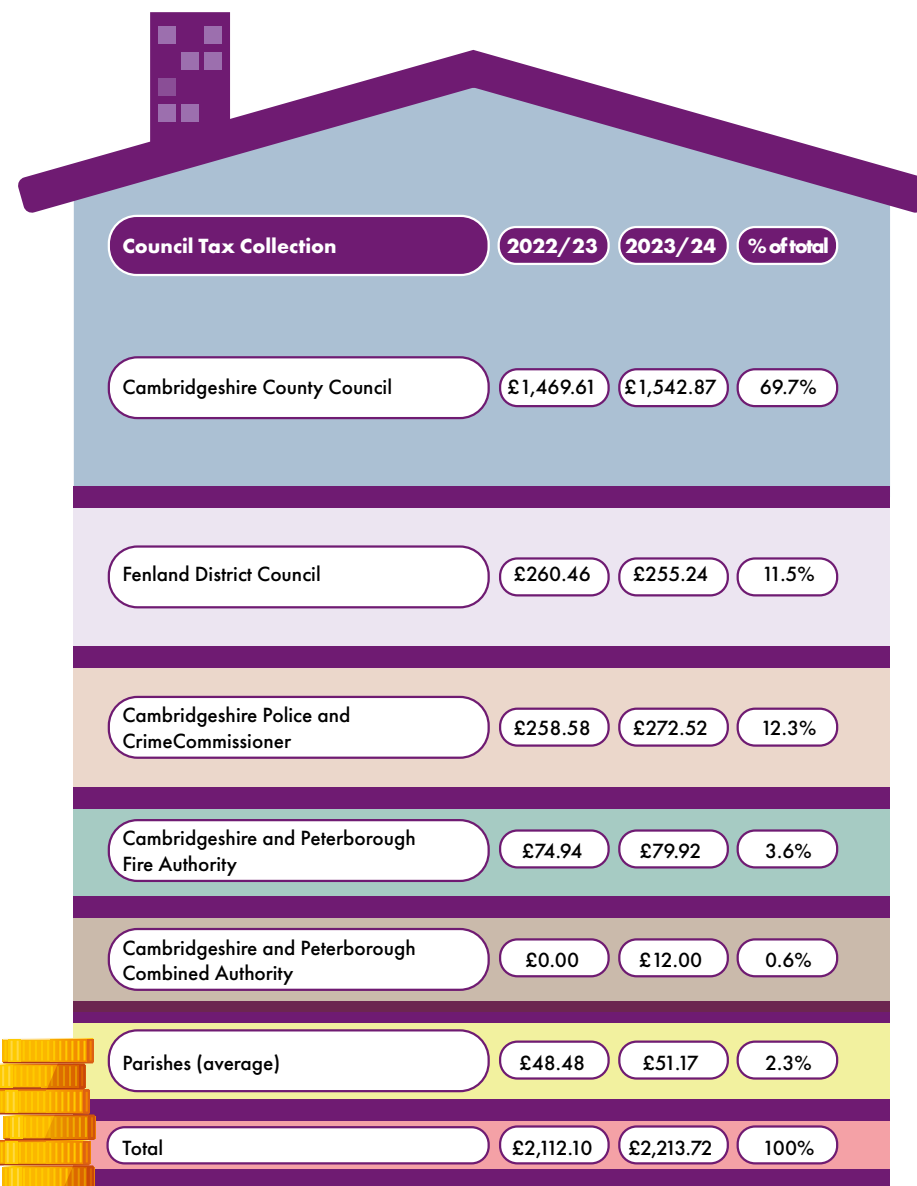 Council Tax Collection 2022/23 2023/24 % of total
Cambridgeshire County Council £1,469.61 £1,542.87 69.7%
Fenland District Council £260.46 £255.24 11.5%
Cambridgeshire Police and
CrimeCommissioner £258.58 £272.52 12.3%
Cambridgeshire and Peterborough
Fire Authority £74.94 £79.92 3.6%
Cambridgeshire and Peterborough
Combined Authority £0.00 £12.00 0.6%
Parishes (average) £48.48 £51.17 2.3%
Total £2,112.10 £2,213.72 100%